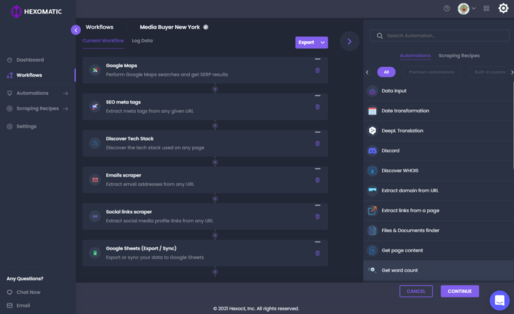 HEXOMATIC
Workflows
Media Buyer New York
Current Workflow
Log Data
Export
Search Automation...
Automations
Scraping Recipes
All
Dashboard
Workflows
Automations
Scraping Recipes
Settings
Google Maps
Perform Google Maps searches and get SERP results
SEO meta tags
Extract meta tags from any given URL
Discover Tech Stack
Discover the tech stack used on any page
Emails scraper
Extract email addresses from any URL
Social links scraper
Extract social media profile links from any URL
Google Sheets (Export / Sync)
Export or sync your data to Google Sheets
Data Input
Date transformation
DeepL Translation
Discord
Discover WHOIS
Extract domain from URL
Extract links from a page
Files & Documents finder
Get page content
Get word count
Any Questions?
Chat Now
Email
CANCEL
CONTINUE
© 2021 Hexact, Inc. All rights reserved.